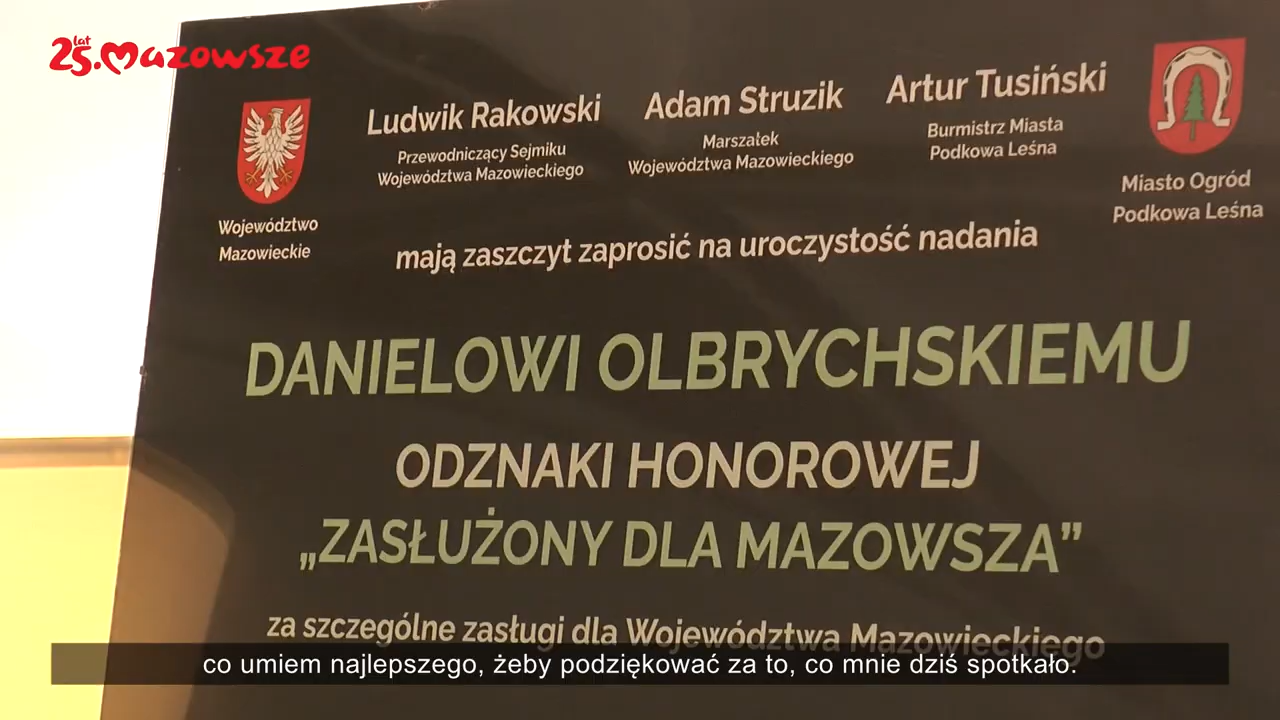 25 lat Mazowsze
Ludwik Rakowski
Przewodniczący Sejmiku
Województwa Mazowieckiego
Adam Struzik
Marszałek
Województwa Mazowieckiego
Artur Tusiński
Burmistrz Miasta
Podkowa Leśna
Województwo
Mazowieckie
Miasto Ogród
Podkowa Leśna
mają zaszczyt zaprosić na uroczystość nadania
DANIELOWI OLBRYCHSKIEMU
ODZNAKI HONOROWEJ
„ZASŁUŻONY DLA MAZOWSZA”
za szczególne zasługi dla Województwa Mazowieckiego
co umiem najlepszego, żeby podziękować za to, co mnie dziś spotkało.